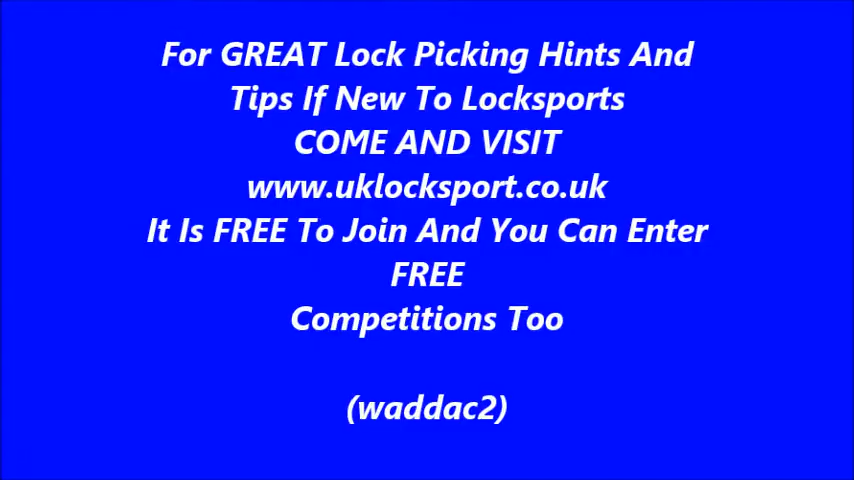 For GREAT Lock Picking Hints And
Tips If New To Locksports
COME AND VISIT
www.uklocksport.co.uk
It Is FREE To Join And You Can Enter
FREE
Competitions Too
(waddac2)